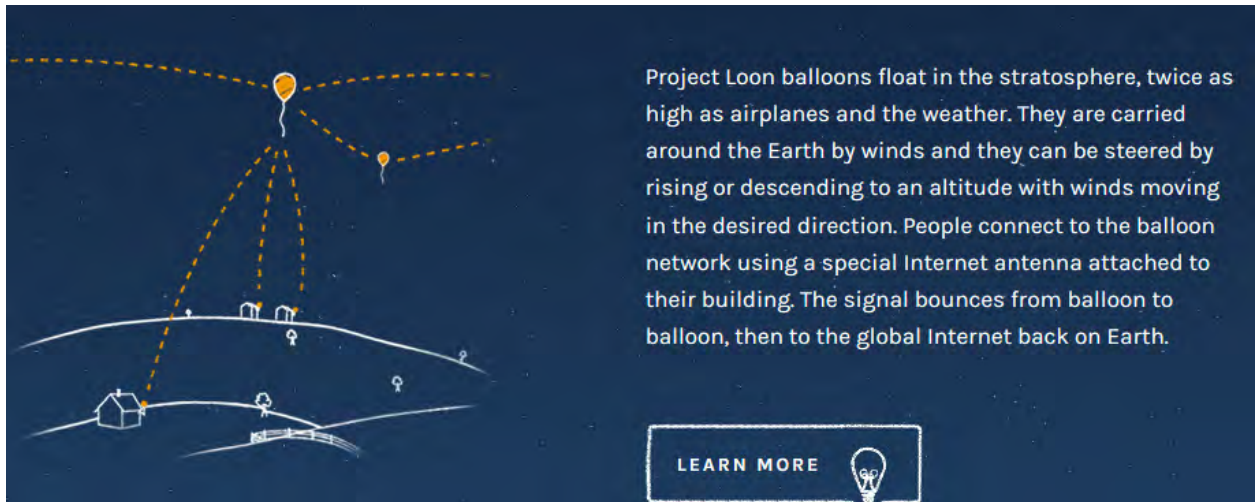 Project Loon balloons float in the stratosphere, twice as
high as airplanes and the weather. They are carried
around the Earth by winds and they can be steered by
rising or descending to an altitude with winds moving
in the desired direction. People connect to the balloon
network using a special Internet antenna attached to
their building. The signal bounces from balloon to
balloon, then to the global Internet back on Earth.
LEARN MORE